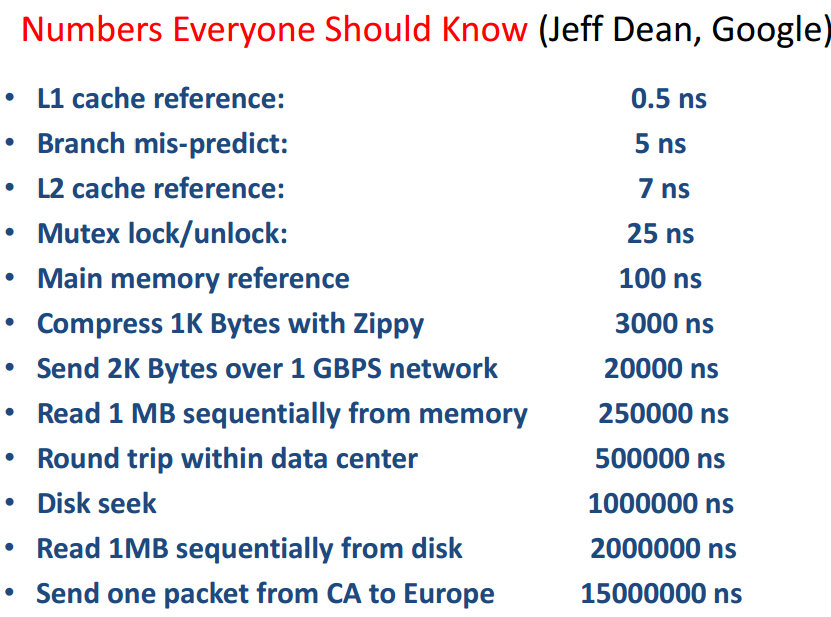 Numbers Everyone Should Know (Jeff Dean, Google)
• L1 cache reference: 0.5 ns
• Branch mis-predict: 5 ns
• L2 cache reference: 7 ns
• Mutex lock/unlock: 25 ns
• Main memory reference 100 ns
• Compress 1K Bytes with Zippy 3000 ns
• Send 2K Bytes over 1 GBPS network 20000 ns
• Read 1 MB sequentially from memory 250000 ns
• Round trip within data center 500000 ns
• Disk seek 1000000 ns
• Read 1MB sequentially from disk 2000000 ns
• Send one packet from CA to Europe 15000000 ns